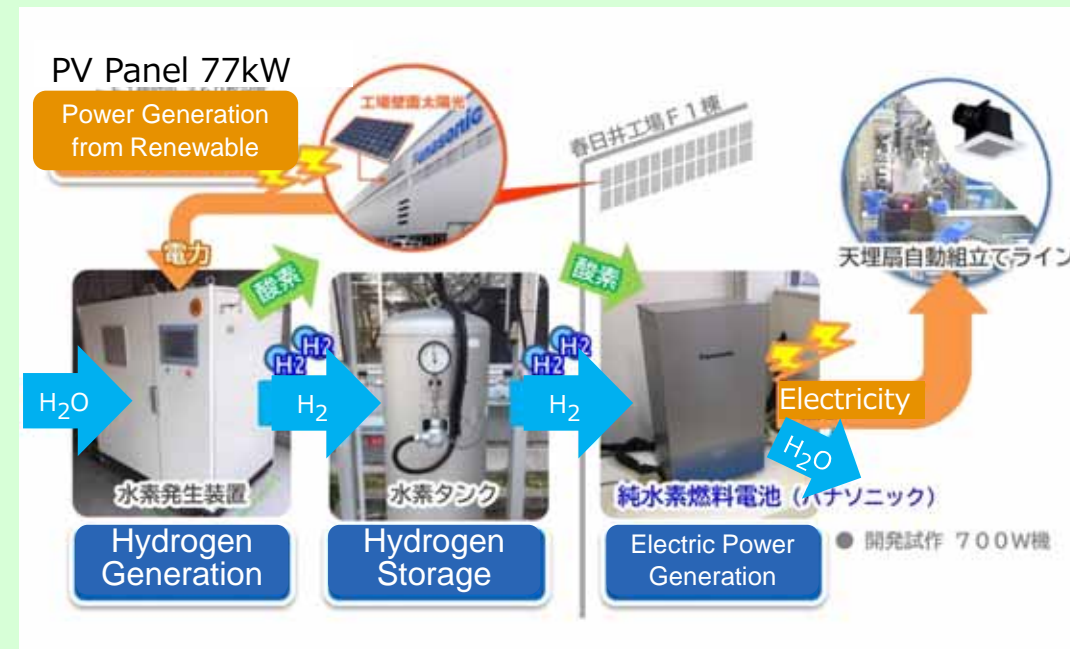 PV Panel 77kW
Power Generation
from Renewable
工場壁面太陽光
Panasonic
春日井工場F1棟
電力
酸素
酸素
天埋扇自動組立てライン
H2
H2
H2
H2
H₂O
H₂
H₂
Panasonic
Electricity
H₂O
水素発生装置
水素タンク
純水素燃料電池（パナソニック）
Hydrogen
Generation
Hydrogen
Storage
Electric Power
Generation
● 開発試作 700W機